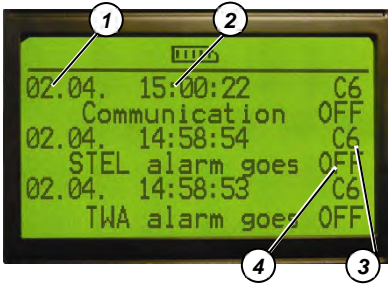 1 2
02.04. 15:00:22 C6
Communication OFF
02.04. 14:58:54 C6
STEL alarm goes OFF
02.04. 14:58:53 C6
TWA alarm goes OFF
4 3